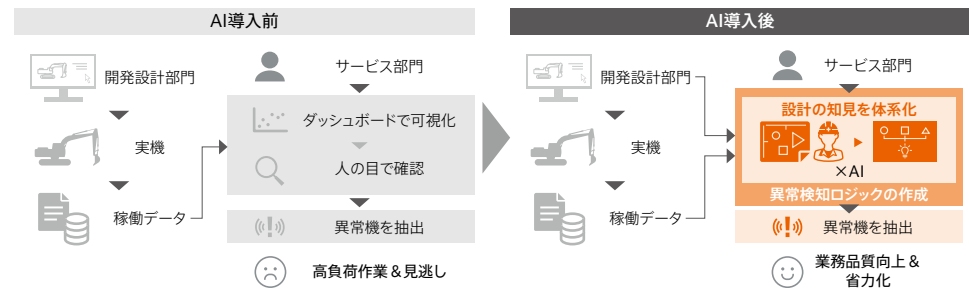 AI導入前
開発設計部門
実機
稼働データ
サービス部門
ダッシュボードで可視化
人の目で確認
異常機を抽出
高負荷作業＆見逃し
AI導入後
開発設計部門
実機
稼働データ
サービス部門
設計の知見を体系化
×AI
異常検知ロジックの作成
異常機を抽出
業務品質向上＆
省力化